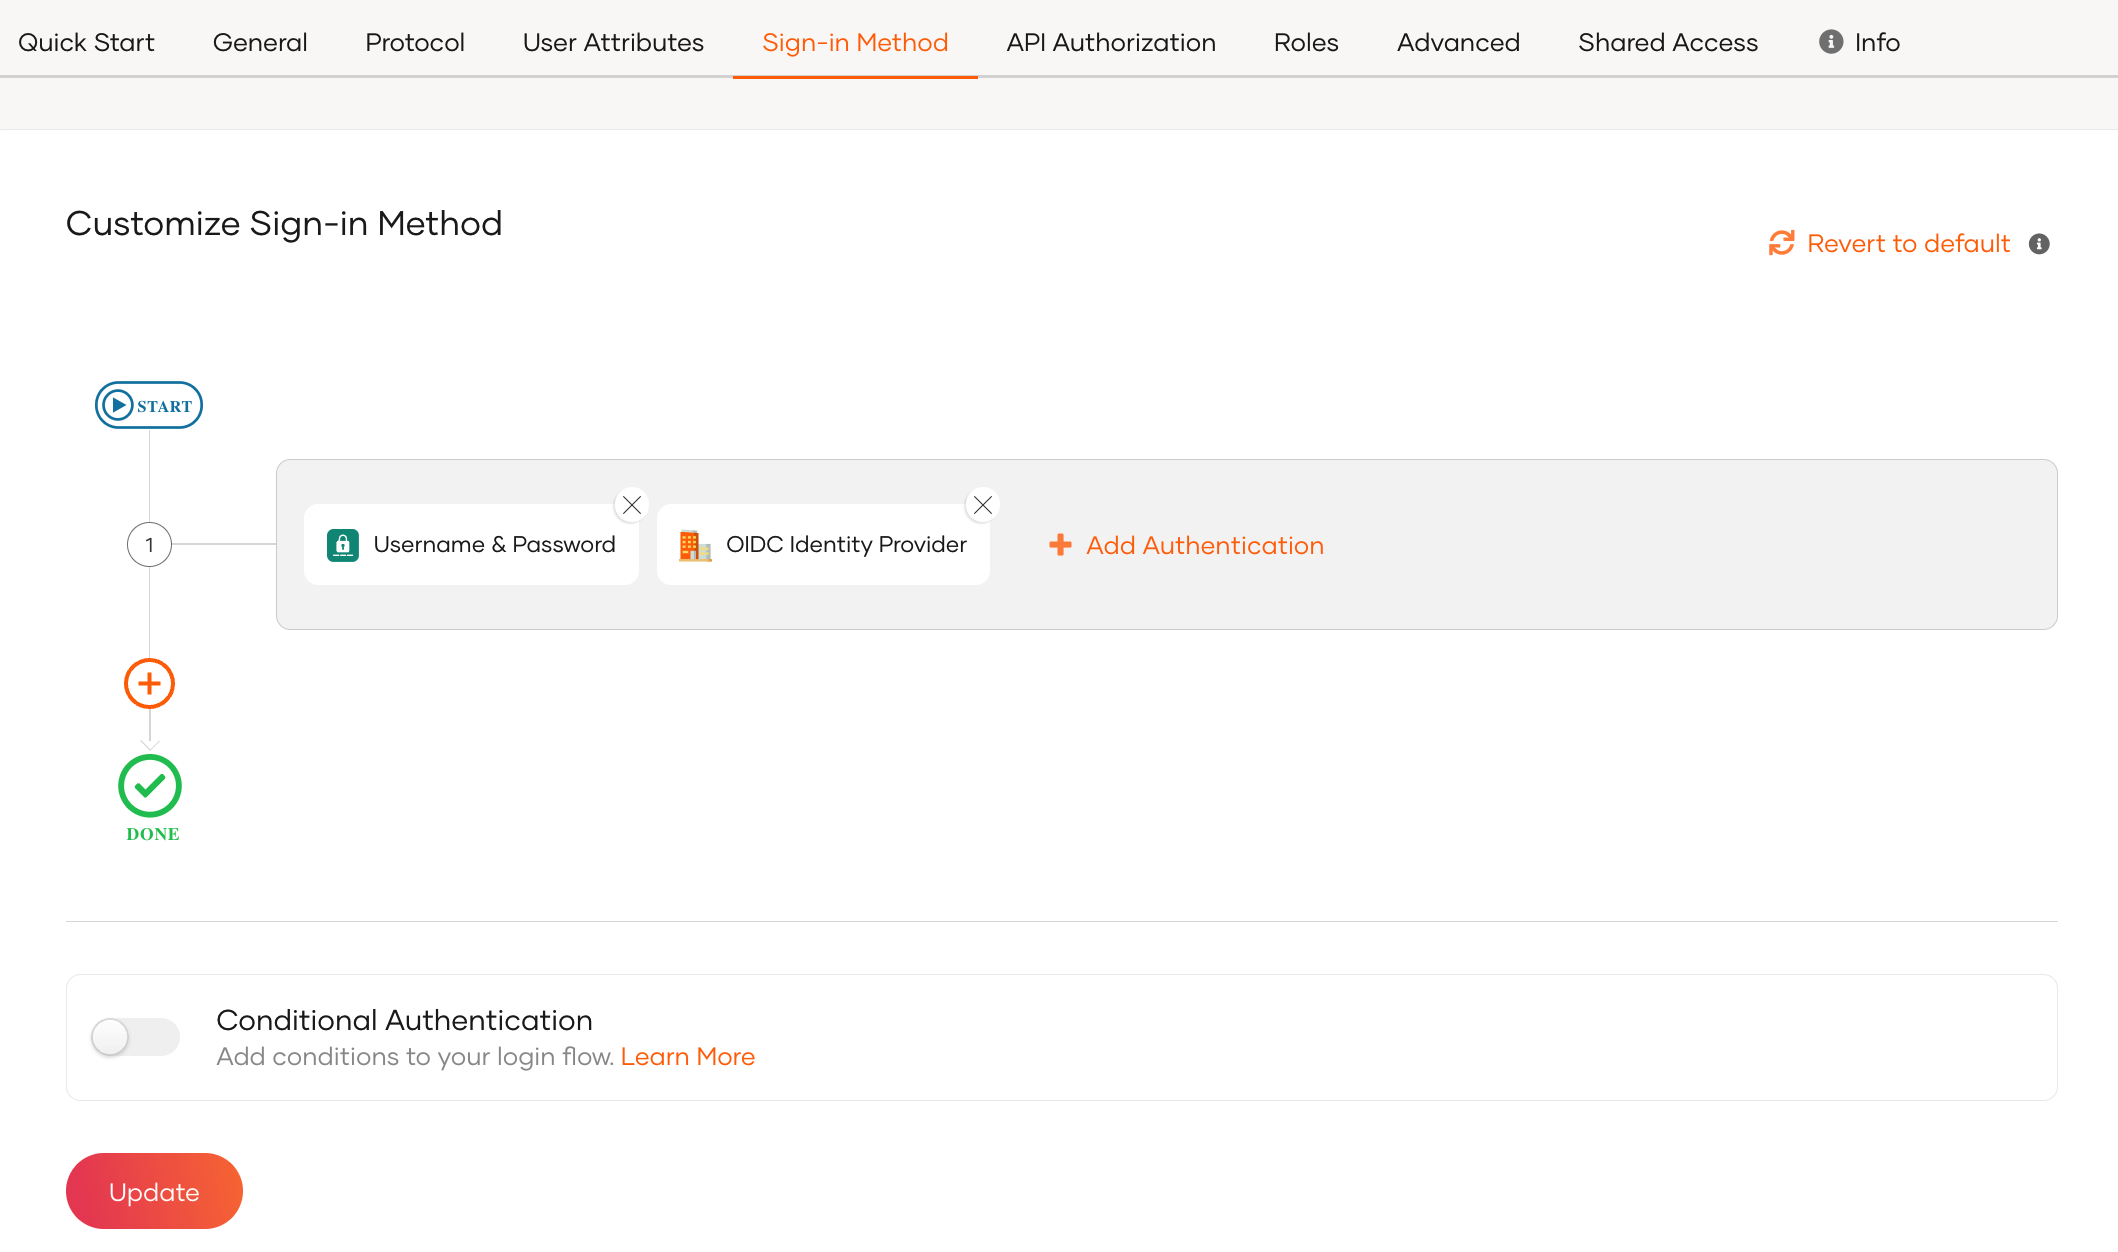 Quick Start General Protocol User Attributes Sign-in Method API Authorization Roles Advanced Shared Access Info
Customize Sign-in Method
Revert to default
START
1
Username & Password
OIDC Identity Provider
Add Authentication
DONE
Conditional Authentication
Add conditions to your login flow. Learn More
Update